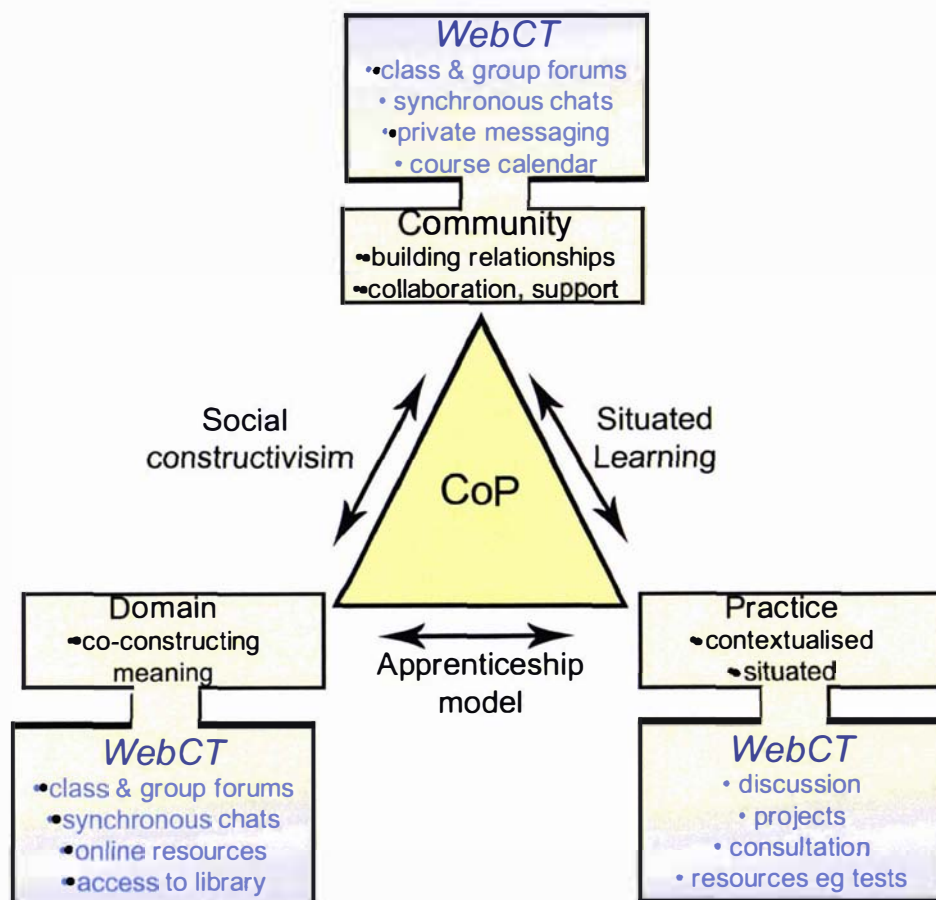 WebCT
• class & group forums
• synchronous chats
• private messaging
• course calendar
Community
• building relationships
• collaboration, support
Social
constructivisim
Situated
Learning
CoP
Domain
• co-constructing
meaning
Apprenticeship
model
Practice
• contextualised
• situated
WebCT
• class & group forums
• synchronous chats
• online resources
• access to library
WebCT
• discussion
• projects
• consultation
• resources eg tests